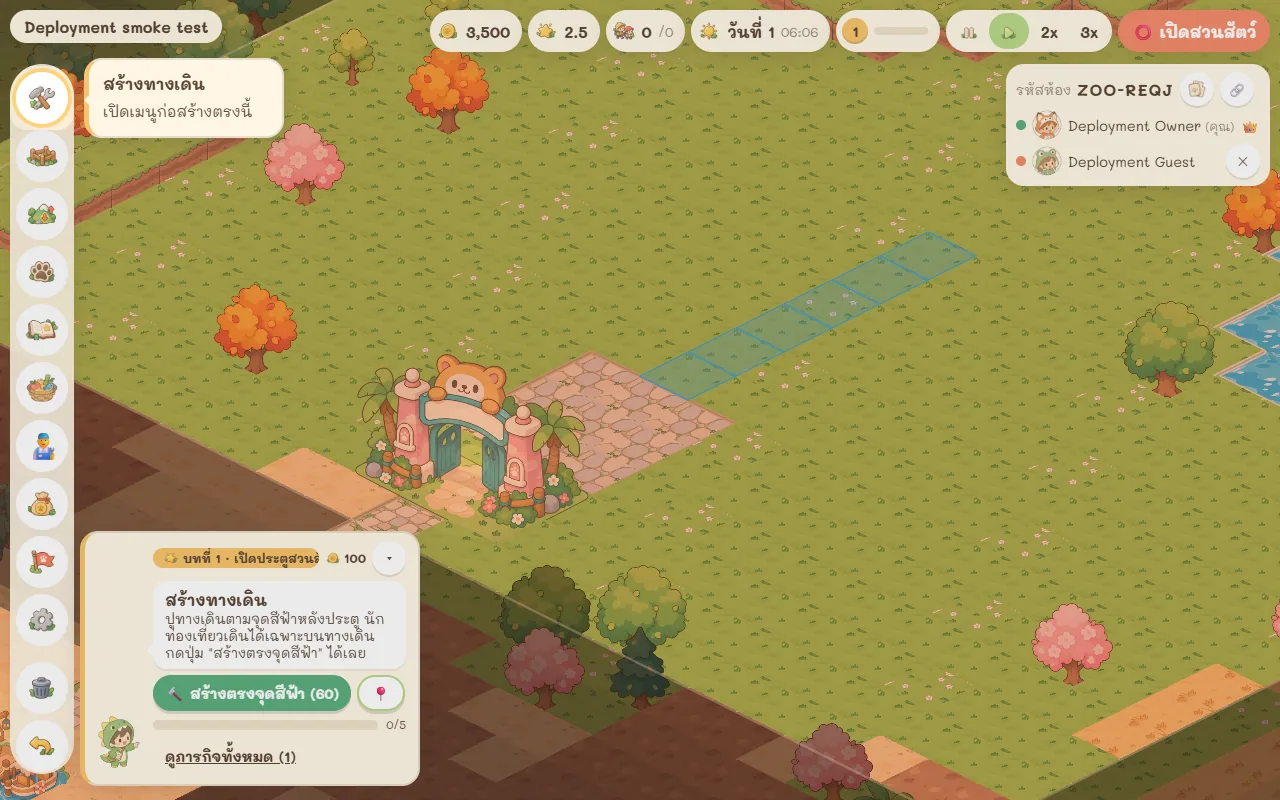 Deployment smoke test
3,500
2.5
0 /0
วันที่ 1 06:06
1
2x
3x
เปิดสวนสัตว์
สร้างทางเดิน
เปิดเมนูก่อสร้างตรงนี้
รหัสห้อง ZOO-REQJ
Deployment Owner (คุณ)
Deployment Guest
บทที่ 1 · เปิดประตูสวนส
100
สร้างทางเดิน
ปูทางเดินตามจุดสีฟ้าหลังประตู นัก
ท่องเที่ยวเดินได้เฉพาะบนทางเดิน
กดปุ่ม "สร้างตรงจุดสีฟ้า" ได้เลย
สร้างตรงจุดสีฟ้า (60)
0/5
ดูภารกิจทั้งหมด (1)